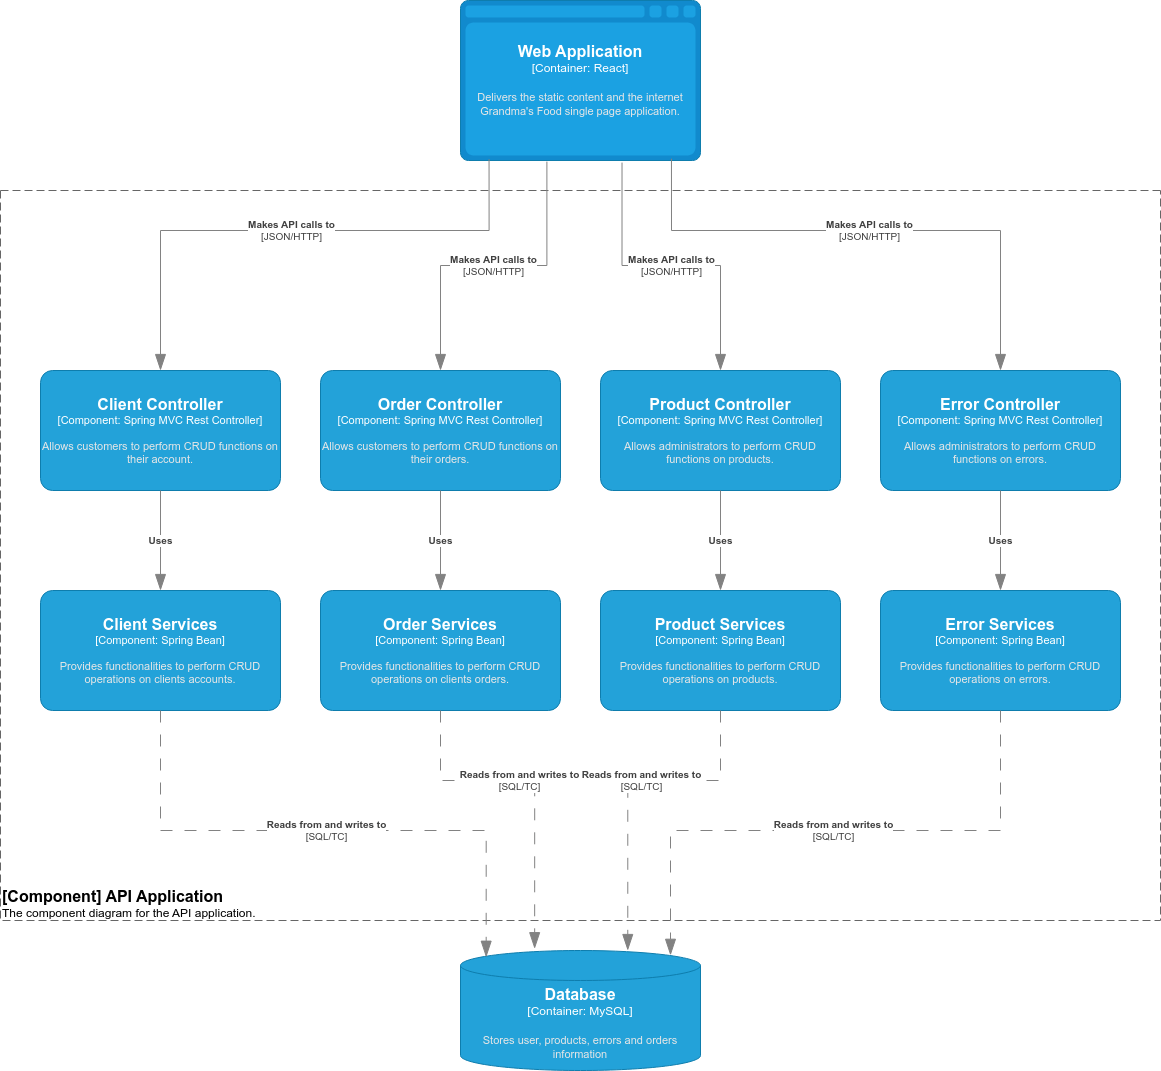 Web Application
[Container: React]
Delivers the static content and the internet
Grandma's Food single page application.
Makes API calls to
[JSON/HTTP]
Makes API calls to
[JSON/HTTP]
Makes API calls to
[JSON/HTTP]
Makes API calls to
[JSON/HTTP]
Client Controller
[Component: Spring MVC Rest Controller]
Allows customers to perform CRUD functions on
their account.
Order Controller
[Component: Spring MVC Rest Controller]
Allows customers to perform CRUD functions on
their orders.
Product Controller
[Component: Spring MVC Rest Controller]
Allows administrators to perform CRUD
functions on products.
Error Controller
[Component: Spring MVC Rest Controller]
Allows administrators to perform CRUD
functions on errors.
Uses
Uses
Uses
Uses
Client Services
[Component: Spring Bean]
Provides functionalities to perform CRUD
operations on clients accounts.
Order Services
[Component: Spring Bean]
Provides functionalities to perform CRUD
operations on clients orders.
Product Services
[Component: Spring Bean]
Provides functionalities to perform CRUD
operations on products.
Error Services
[Component: Spring Bean]
Provides functionalities to perform CRUD
operations on errors.
Reads from and writes to
[SQL/TC]
Reads from and writes to
[SQL/TC]
Reads from and writes to
[SQL/TC]
Reads from and writes to
[SQL/TC]
[Component] API Application
The component diagram for the API application.
Database
[Container: MySQL]
Stores user, products, errors and orders
information